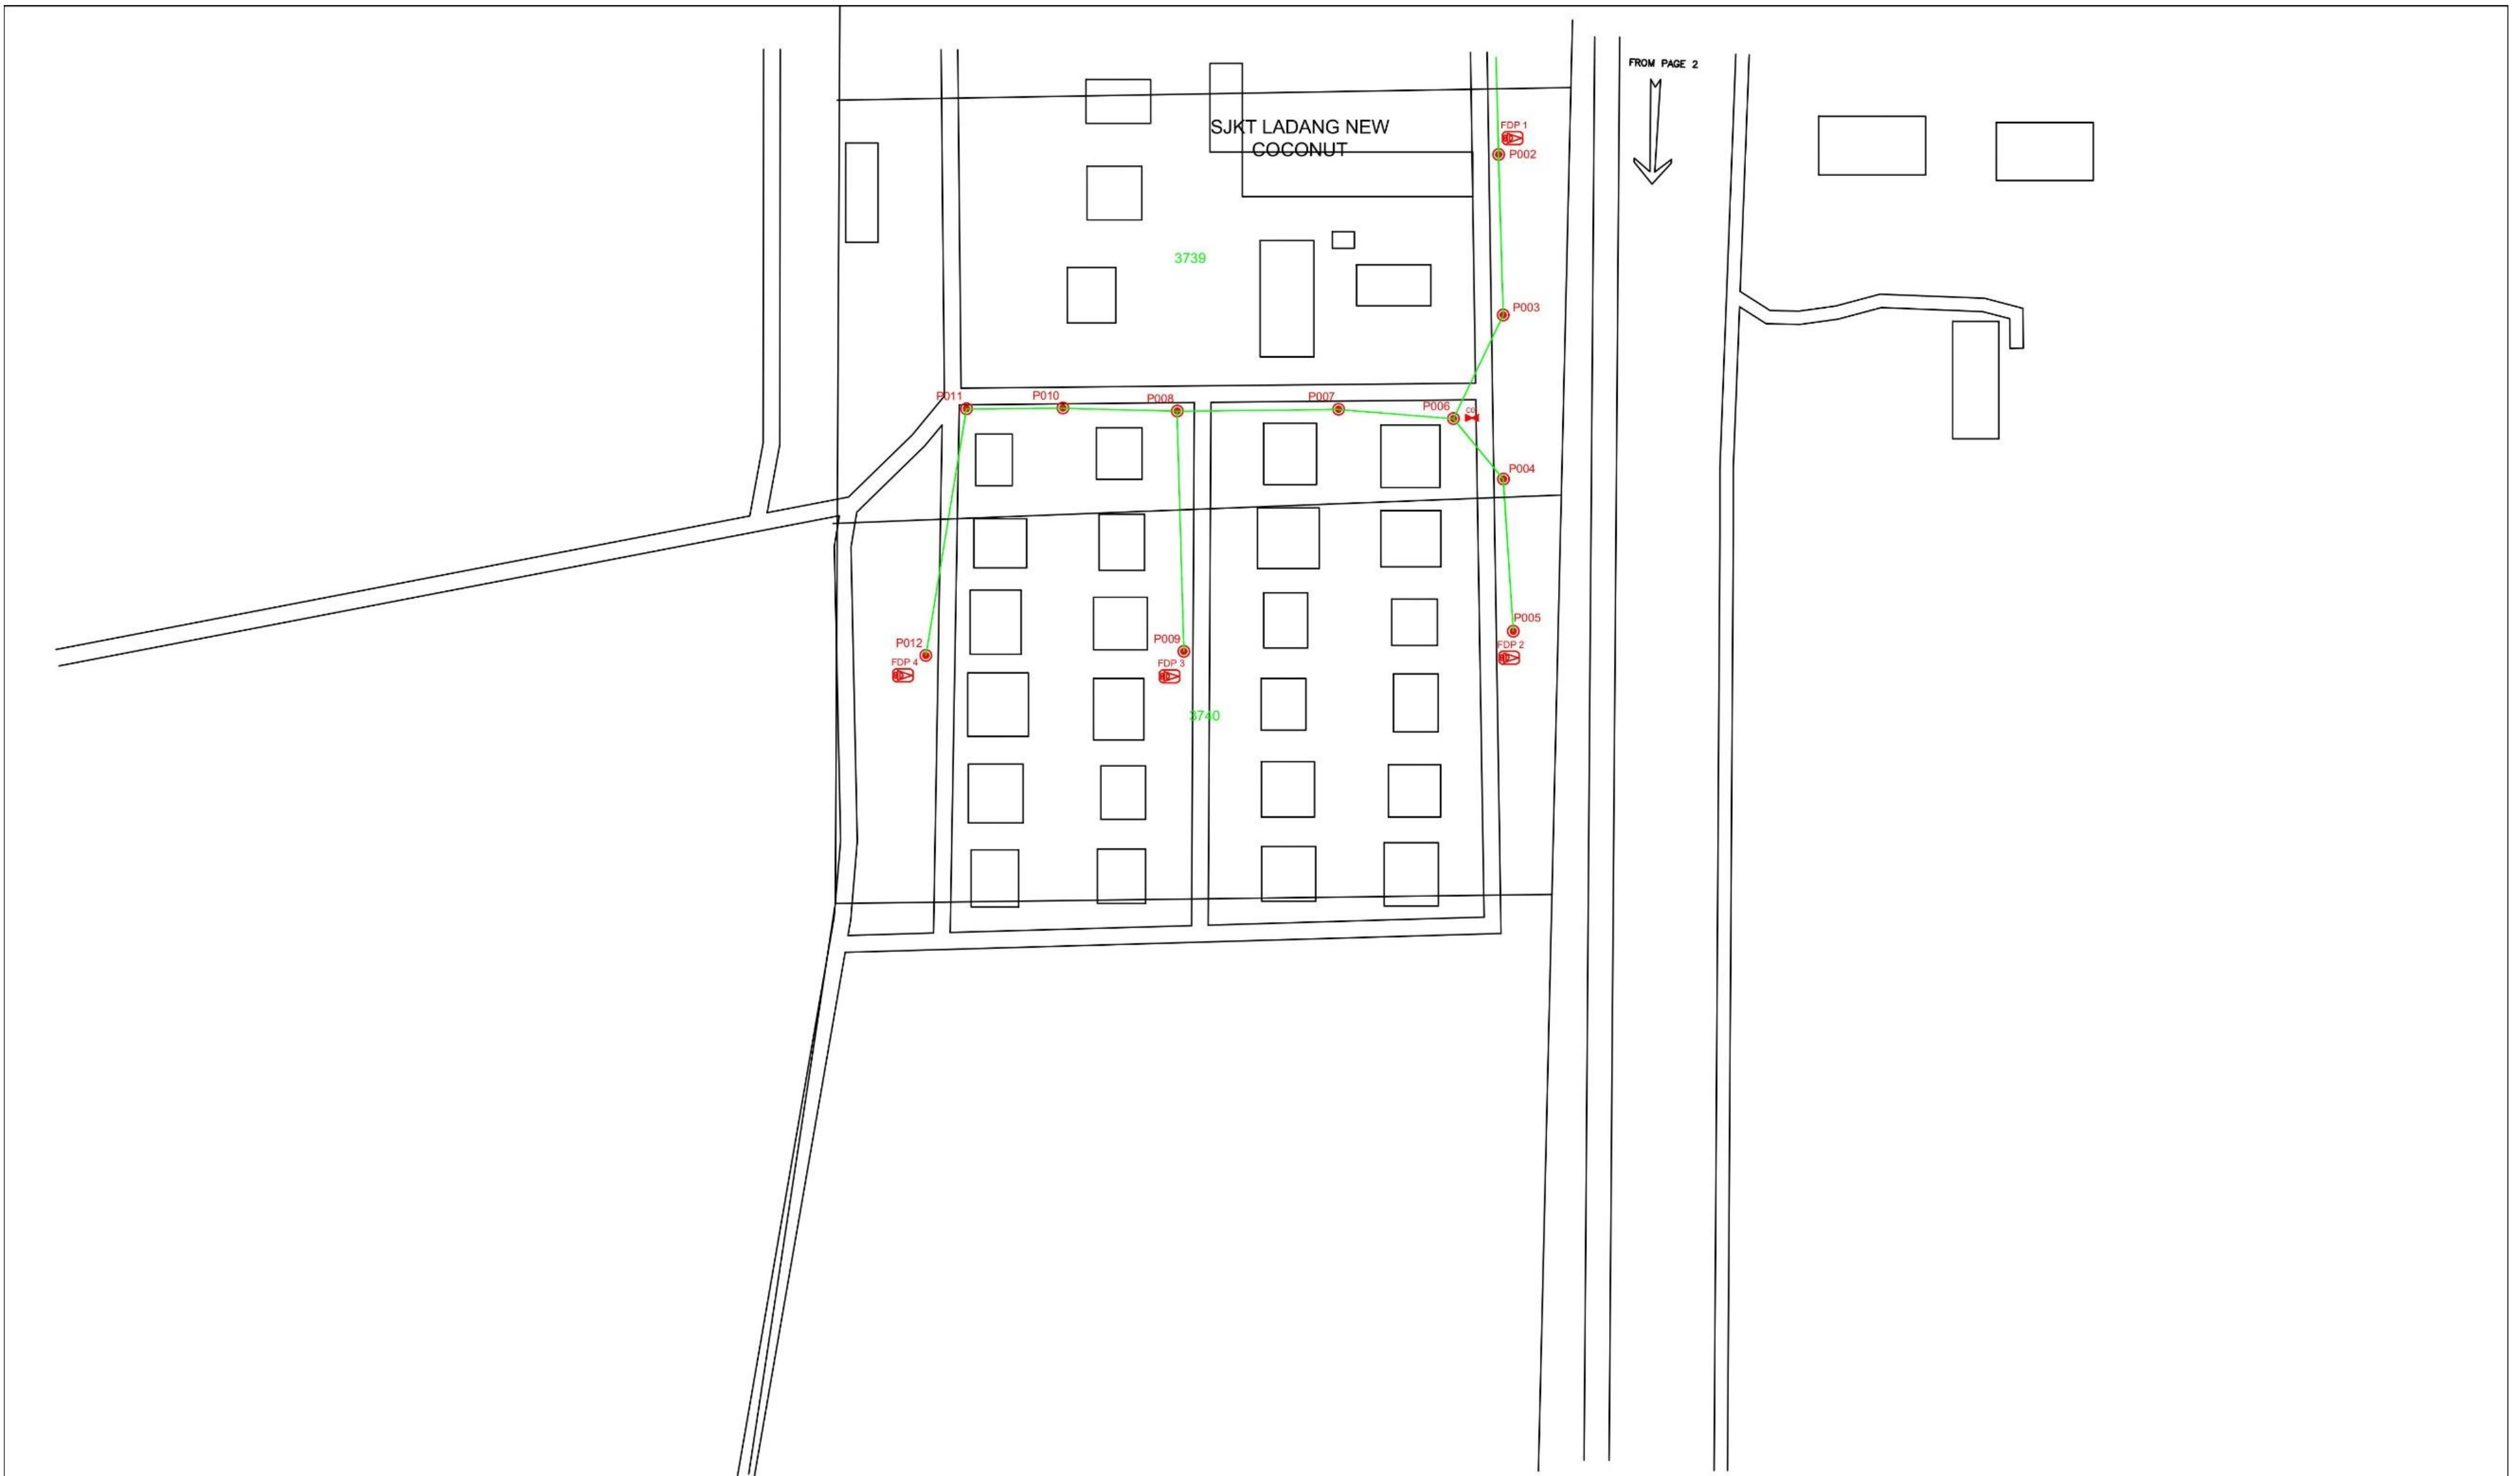 FROM PAGE 2
FDP 1
P002
SJKT LADANG NEW
COCONUT
3739
P003
P011
P010
P008
P007
P006
P004
P005
FDP 2
P012
FDP 4
P009
FDP 3
3740